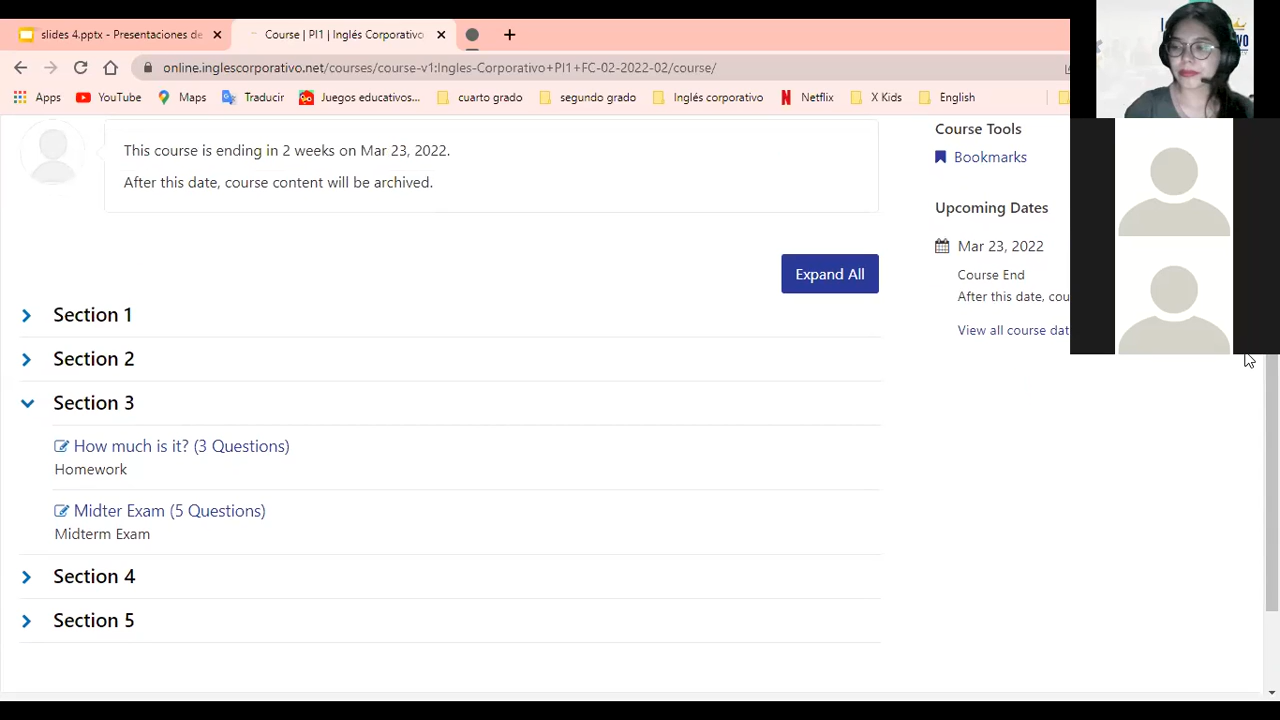 slides 4.pptx - Presentaciones de
Course | PI1 | Inglés Corporativo
online.inglescorporativo.net/courses/course-v1:Ingles-Corporativo+PI1+FC-02-2022-02/course/
Apps
YouTube
Maps
Traducir
Juegos educativos...
cuarto grado
segundo grado
Inglés corporativo
Netflix
X Kids
English
This course is ending in 2 weeks on Mar 23, 2022.
After this date, course content will be archived.
Expand All
Section 1
Section 2
Section 3
How much is it? (3 Questions)
Homework
Midter Exam (5 Questions)
Midterm Exam
Section 4
Section 5
Course Tools
Bookmarks
Upcoming Dates
Mar 23, 2022
Course End
After this date, cou
View all course dat